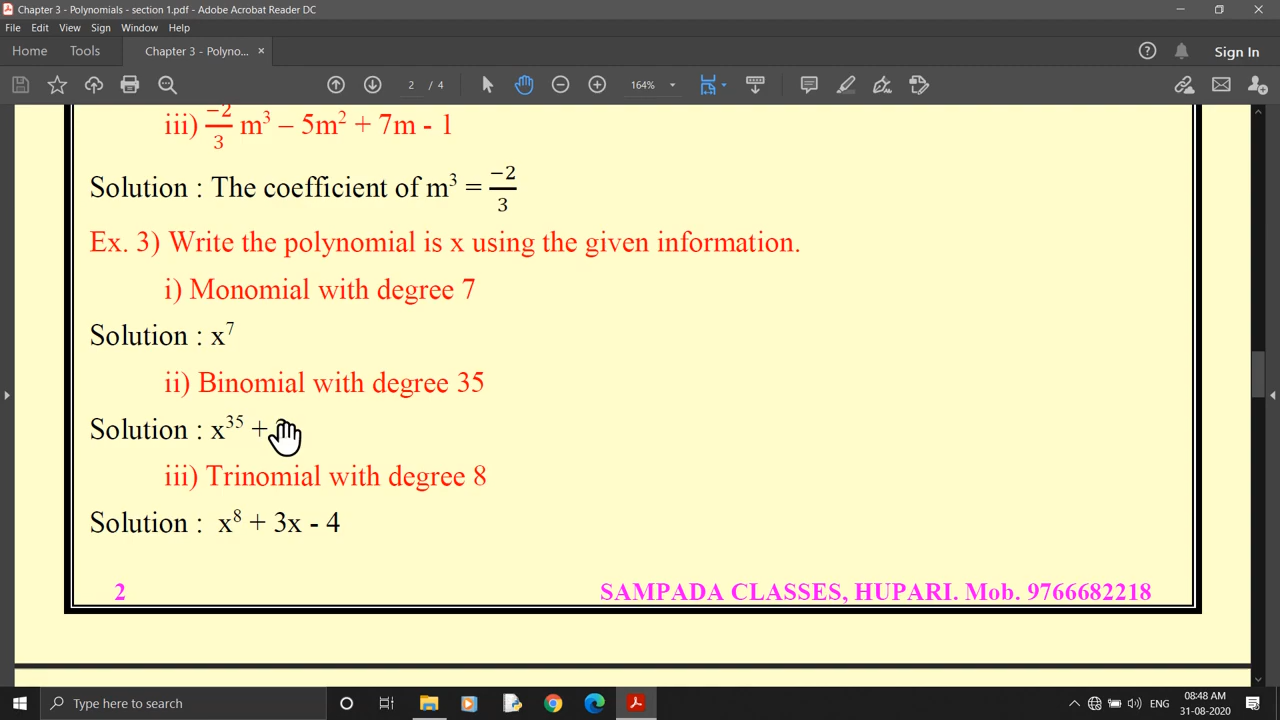 Chapter 3 - Polynomials - section 1.pdf - Adobe Acrobat Reader DC
File Edit View Sign Window Help
Home Tools Chapter 3 - Polyno... × Sign In
2 / 4 164%
iii) −2/3 m³ – 5m² + 7m - 1
Solution : The coefficient of m³ = −2/3
Ex. 3) Write the polynomial is x using the given information.
i) Monomial with degree 7
Solution : x⁷
ii) Binomial with degree 35
Solution : x³⁵ +
iii) Trinomial with degree 8
Solution : x⁸ + 3x - 4
2 SAMPADA CLASSES, HUPARI. Mob. 9766682218
Type here to search
08:48 AM
31-08-2020